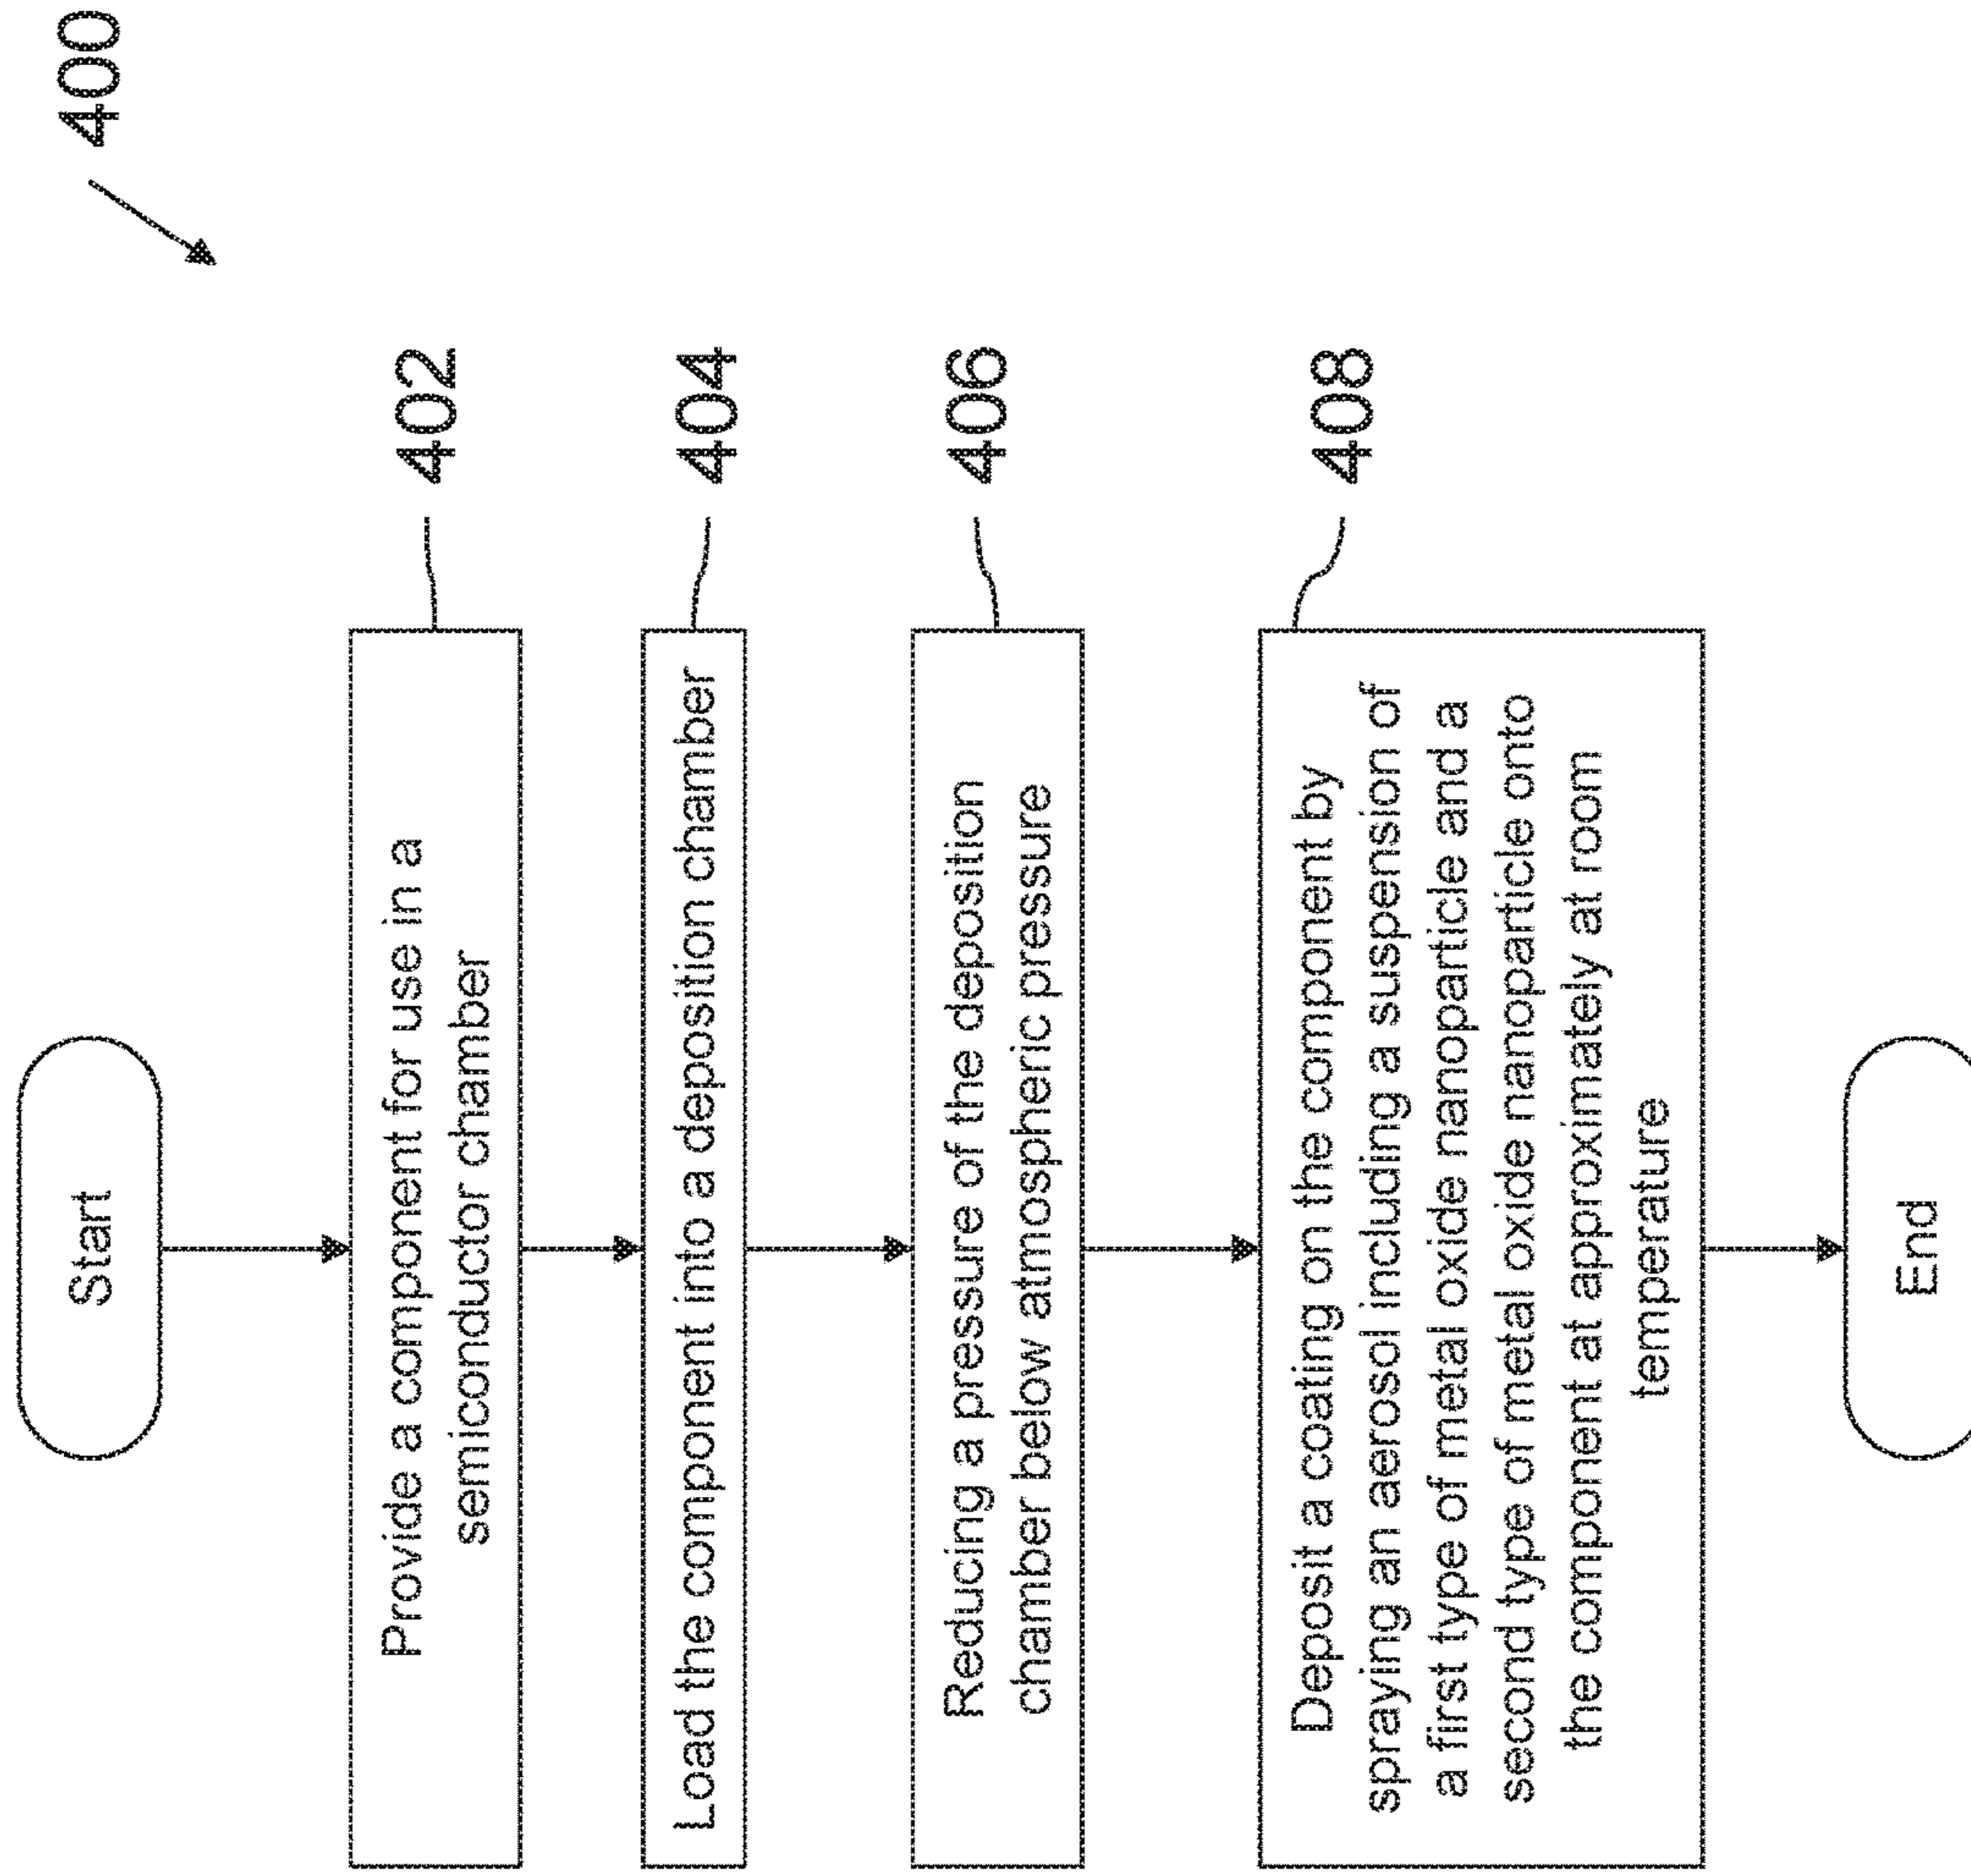 400
Start
Provide a component for use in a
semiconductor chamber
402
Load the component into a deposition chamber
404
Reducing a pressure of the deposition
chamber below atmospheric pressure
406
Deposit a coating on the component by
spraying an aerosol including a suspension of
a first type of metal oxide nanoparticle and a
second type of metal oxide nanoparticle onto
the component at approximately at room
temperature
408
End